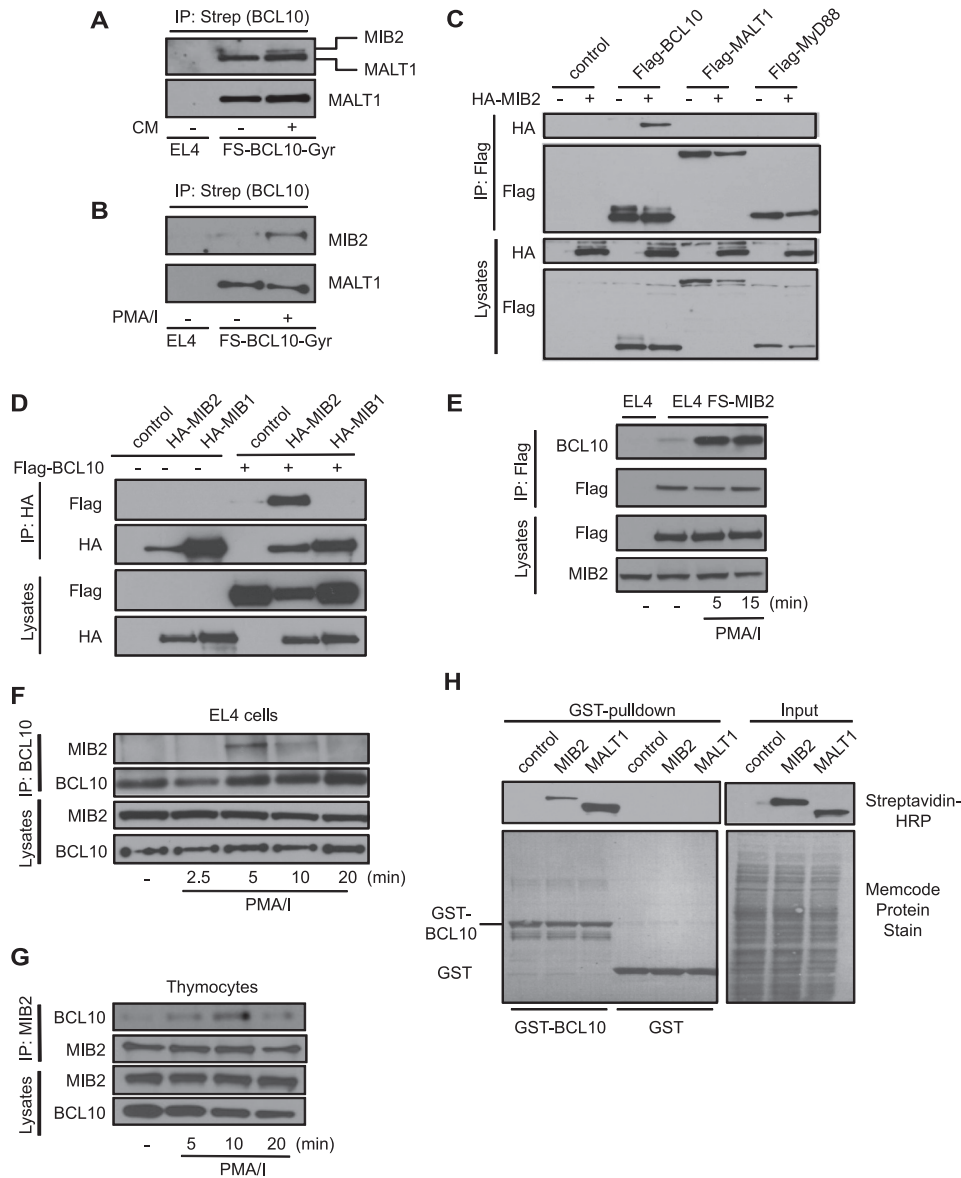 A
IP: Strep (BCL10)
MIB2
MALT1
MALT1
CM - - +
EL4 FS-BCL10-Gyr
B
IP: Strep (BCL10)
MIB2
MALT1
PMA/I - - +
EL4 FS-BCL10-Gyr
C
control Flag-BCL10 Flag-MALT1 Flag-MyD88
HA-MIB2 - + - + - + - +
IP: Flag
HA
Flag
Lysates
HA
Flag
D
control HA-MIB2 HA-MIB1 control HA-MIB2 HA-MIB1
Flag-BCL10 - - - + + +
IP: HA
Flag
HA
Lysates
Flag
HA
E
EL4 EL4 FS-MIB2
IP: Flag
BCL10
Flag
Lysates
Flag
MIB2
- - 5 15 (min)
PMA/I
F
EL4 cells
IP: BCL10
MIB2
BCL10
Lysates
MIB2
BCL10
- 2.5 5 10 20 (min)
PMA/I
G
Thymocytes
IP: MIB2
BCL10
MIB2
Lysates
MIB2
BCL10
- 5 10 20 (min)
PMA/I
H
GST-pulldown Input
control MIB2 MALT1 control MIB2 MALT1 control MIB2 MALT1
Streptavidin-
HRP
GST-
BCL10
GST
Memcode
Protein
Stain
GST-BCL10 GST